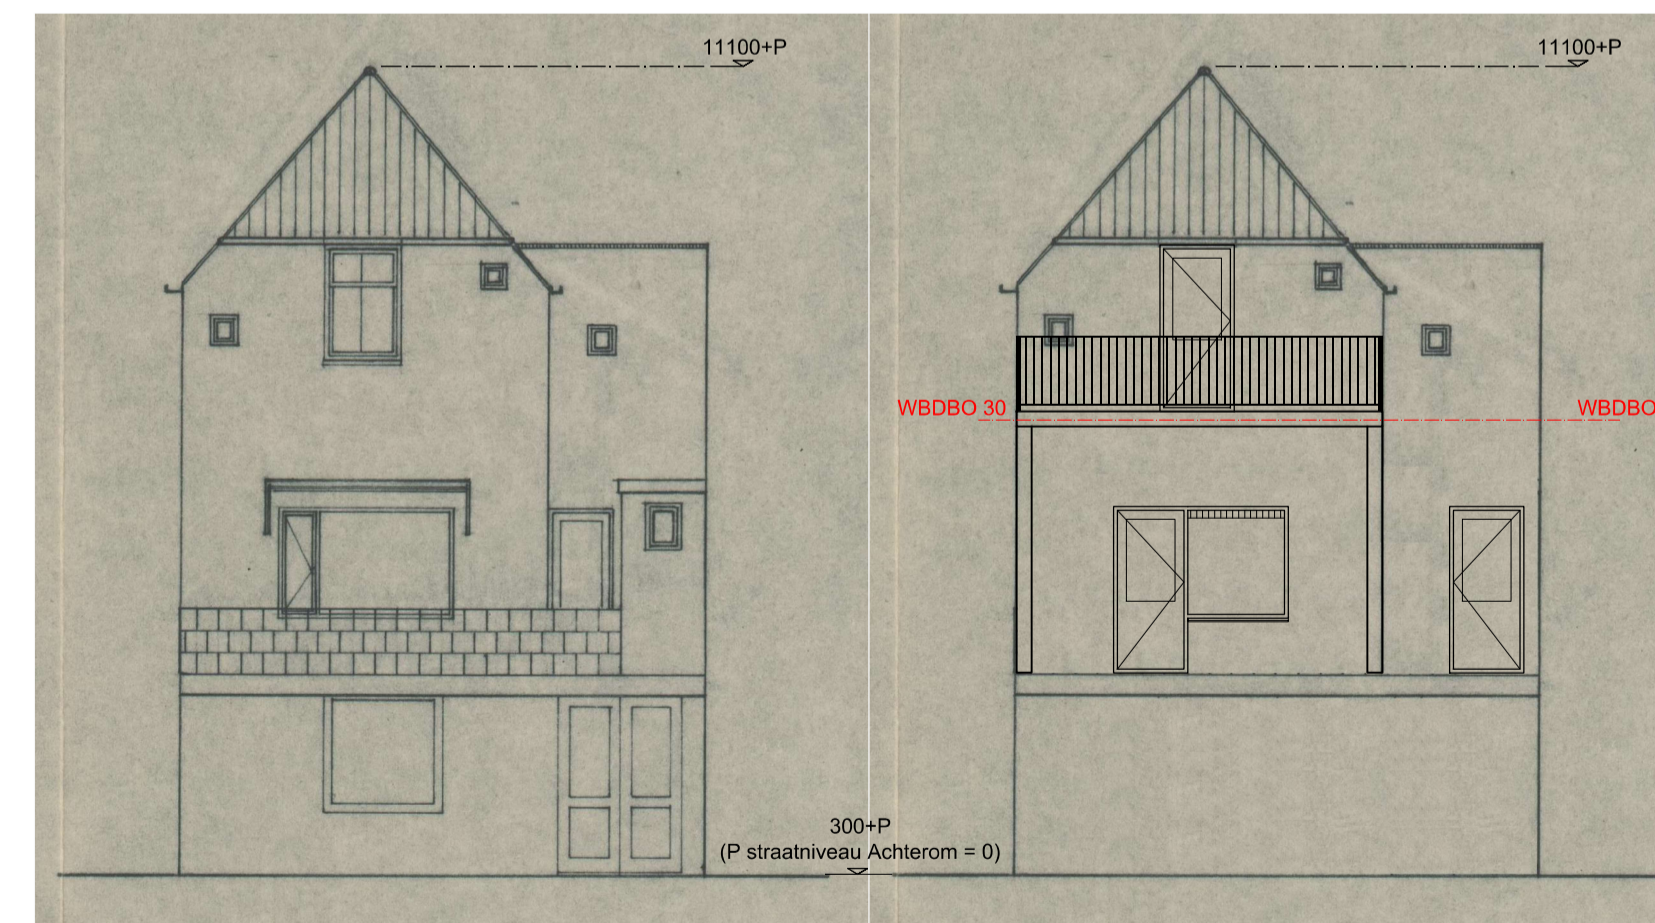 11100+P
11100+P
WBDBO 30
WBDBO
300+P
(P straatniveau Achterom = 0)